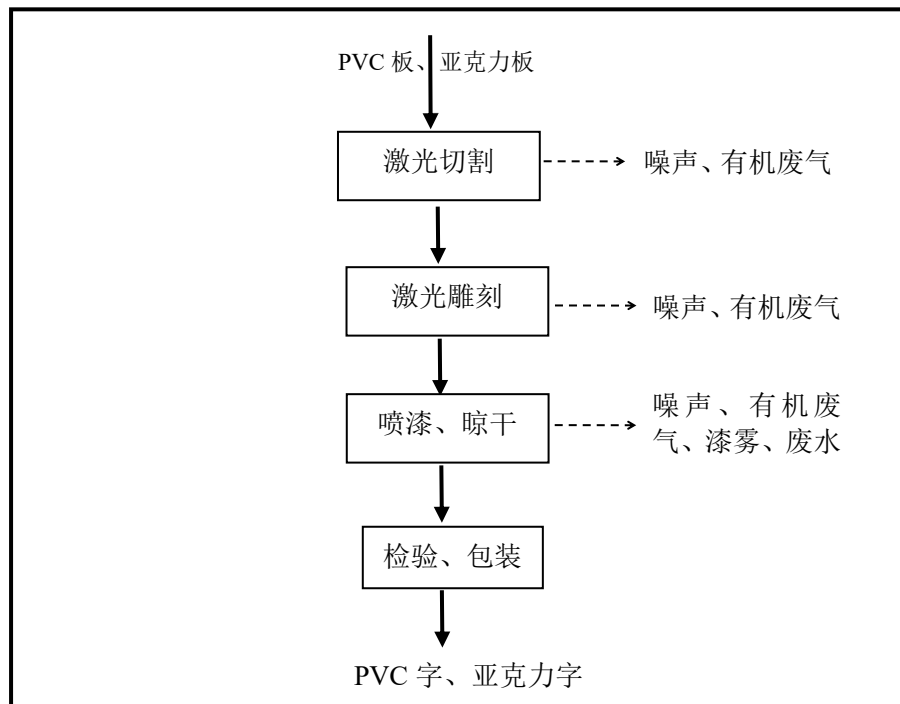 PVC 板、亚克力板
激光切割
噪声、有机废气
激光雕刻
噪声、有机废气
喷漆、晾干
噪声、有机废
气、漆雾、废水
检验、包装
PVC 字、亚克力字